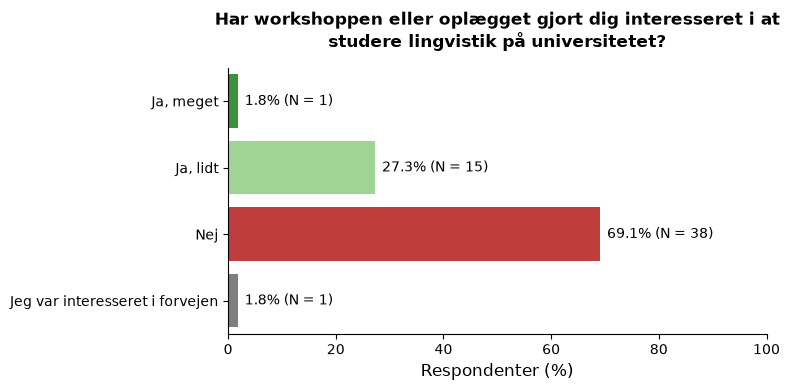 Har workshoppen eller oplægget gjort dig interesseret i at
studere lingvistik på universitetet?
Ja, meget
1.8% (N = 1)
Ja, lidt
27.3% (N = 15)
Nej
69.1% (N = 38)
Jeg var interesseret i forvejen
1.8% (N = 1)
0 20 40 60 80 100
Respondenter (%)